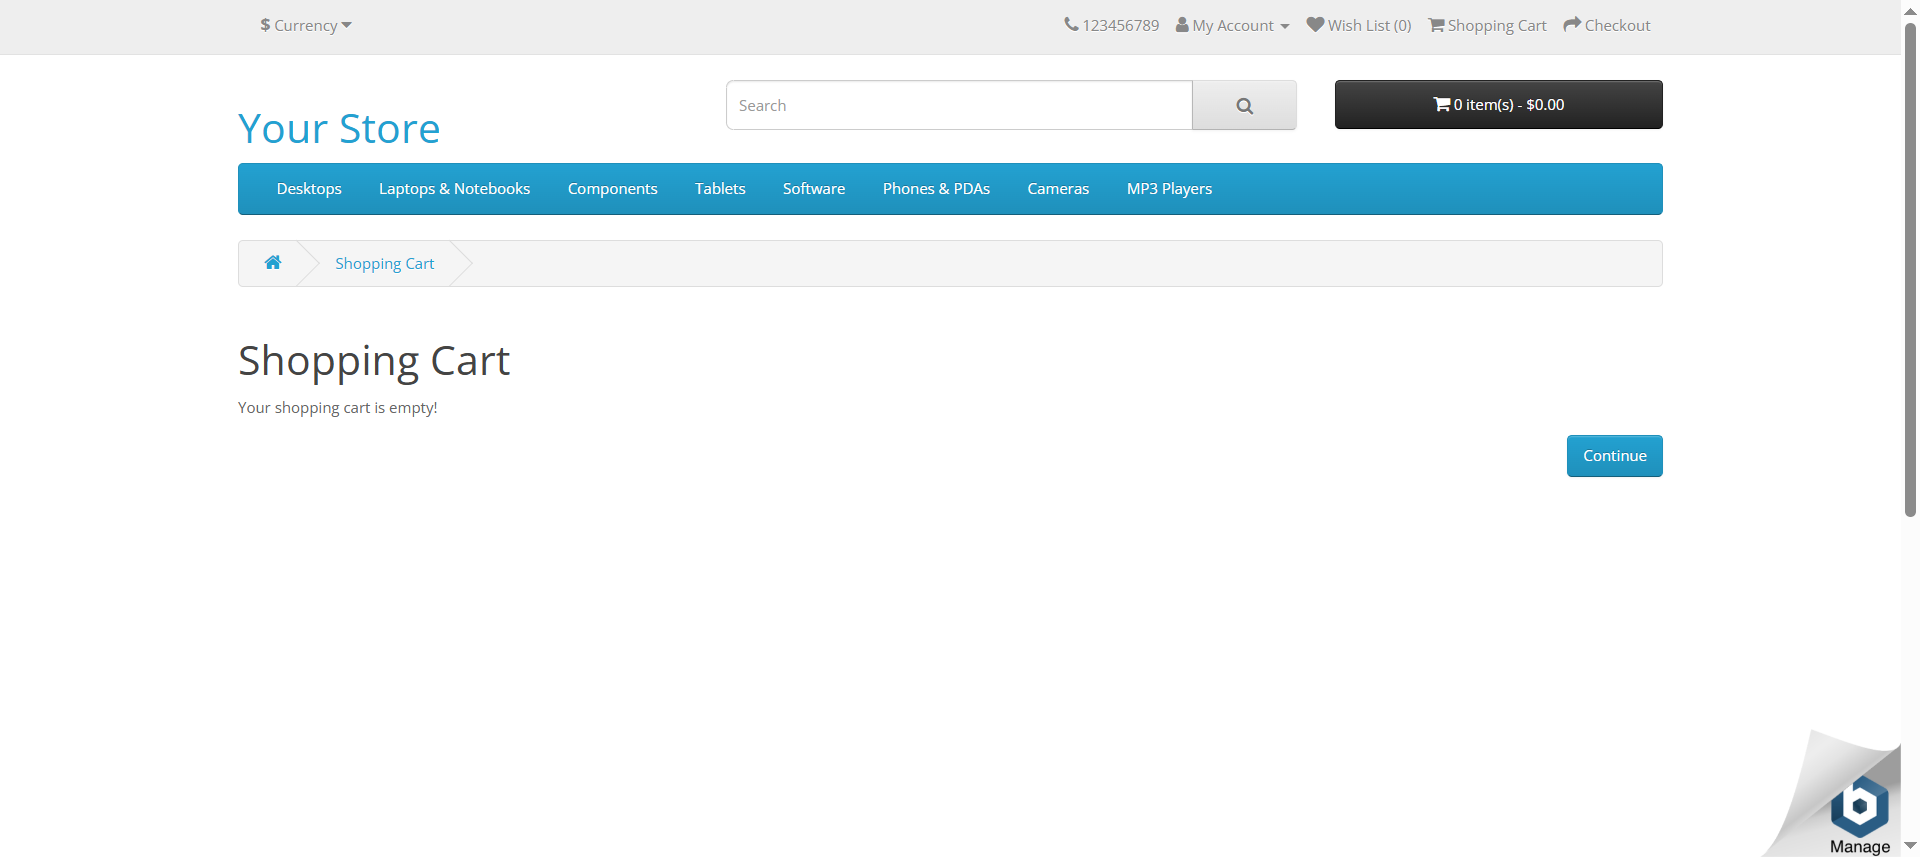 $ Currency
123456789 My Account Wish List (0) Shopping Cart Checkout
Your Store
Search
0 item(s) - $0.00
Desktops Laptops & Notebooks Components Tablets Software Phones & PDAs Cameras MP3 Players
Shopping Cart
Shopping Cart
Your shopping cart is empty!
Continue
b
Manage